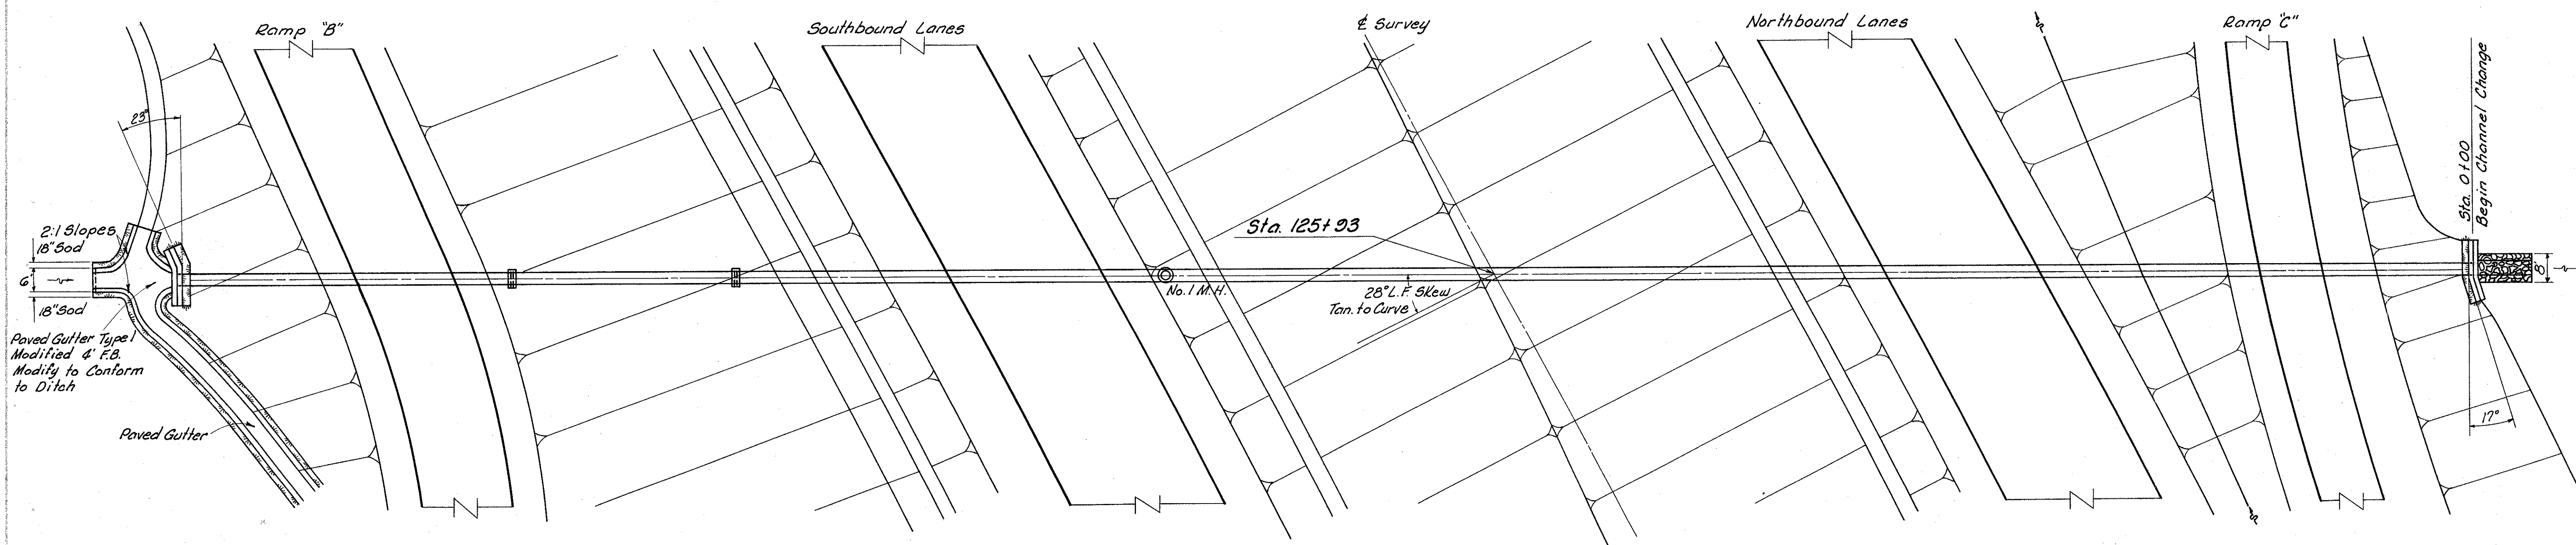 Ramp "B"
Southbound Lanes
℄ Survey
Northbound Lanes
Ramp "C"
Sta. 0+00
Begin Channel Change
23°
2:1 Slopes
18" Sod
6'
18" Sod
Sta. 125+93
No. 1 M.H.
28° L.F. Skew
Tan. to Curve
8'
Paved Gutter Type 1
Modified 4' F.B.
Modify to Conform
to Ditch
Paved Gutter
17°